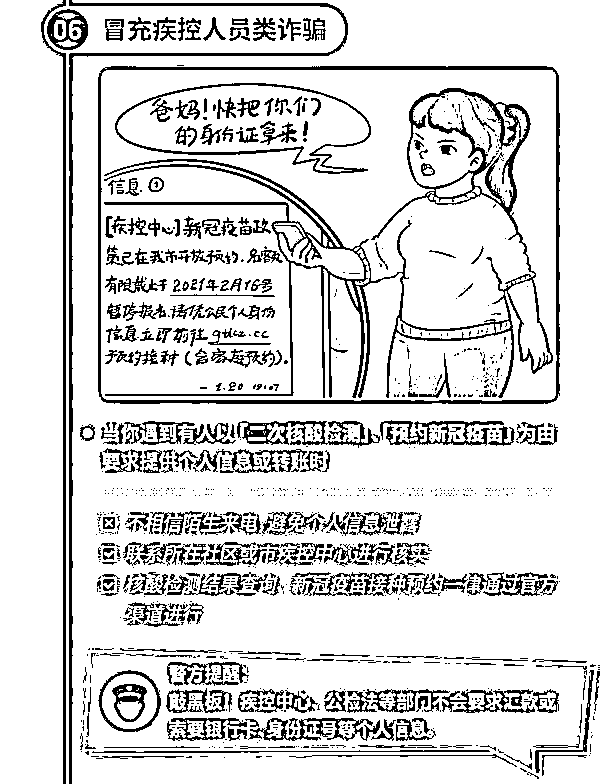 06 冒充疾控人员类诈骗
爸妈!快把你们
的身份证拿来!
信息 ①
[疾控中心]新冠疫苗政
策已在我市开放预约.名额
有限截止于 2021年2月16号
暂停报名.请凭公民个人身份
信息立即前往
预约接种(含家属预约).
-1.20 19:07
当你遇到有人以「二次核酸检测」、「预约新冠疫苗」为由
要求提供个人信息或转账时
不相信陌生来电,避免个人信息泄露
联系所在社区或市疾控中心进行核实
核酸检测结果查询、新冠疫苗接种预约一律通过官方
渠道进行
警方提醒:
敲黑板!疾控中心、公检法等部门不会要求汇款或
索要银行卡、身份证号等个人信息。